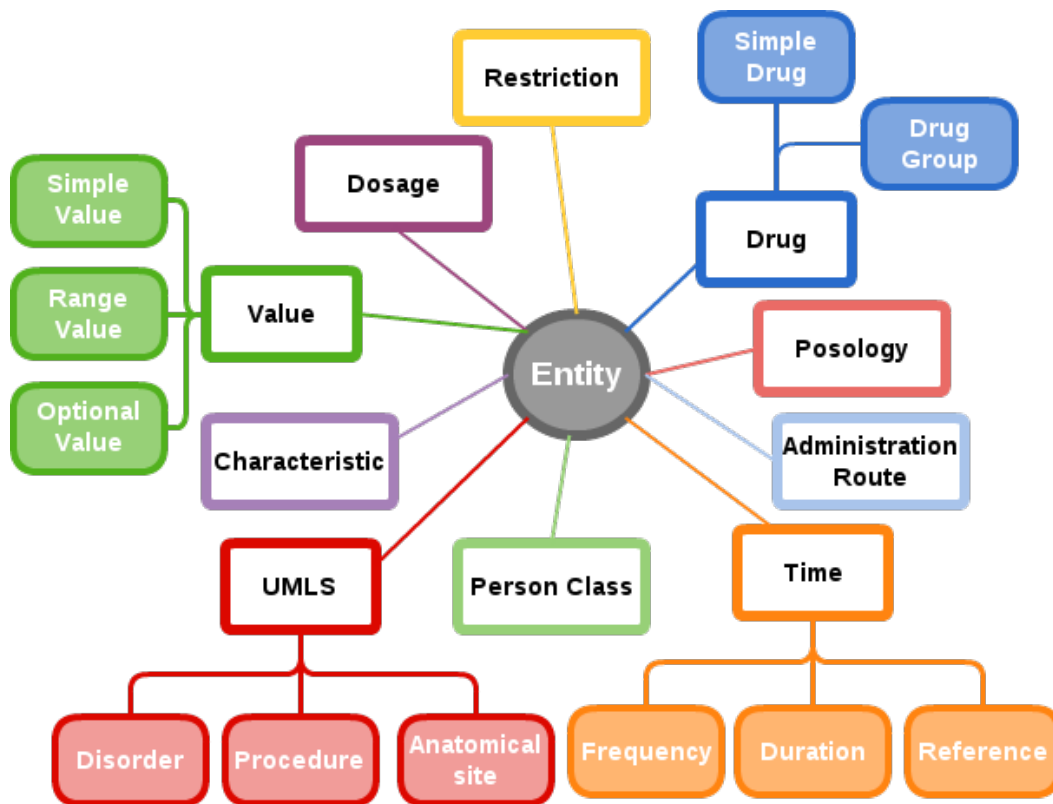 Simple
Drug
Restriction
Drug
Group
Dosage
Simple
Value
Drug
Range
Value
Value
Posology
Entity
Optional
Value
Characteristic
Administration
Route
UMLS
Person Class
Time
Disorder
Procedure
Anatomical
site
Frequency
Duration
Reference